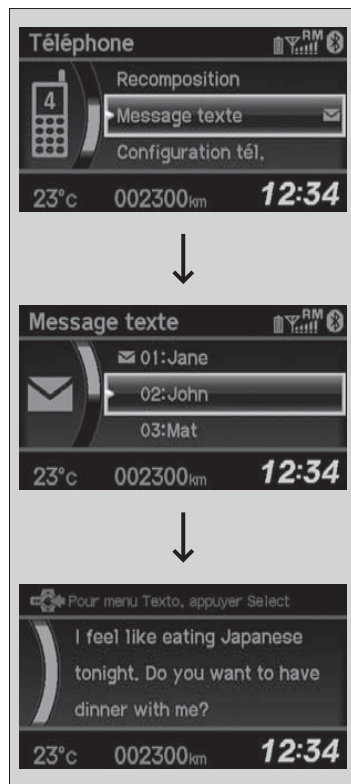 Téléphone
RM
4
Recomposition
Message texte
Configuration tél.
23°c 002300km 12:34
Message texte
RM
01:Jane
02:John
03:Mat
23°c 002300km 12:34
Pour menu Texto, appuyer Select
I feel like eating Japanese
tonight. Do you want to have
dinner with me?
23°c 002300km 12:34